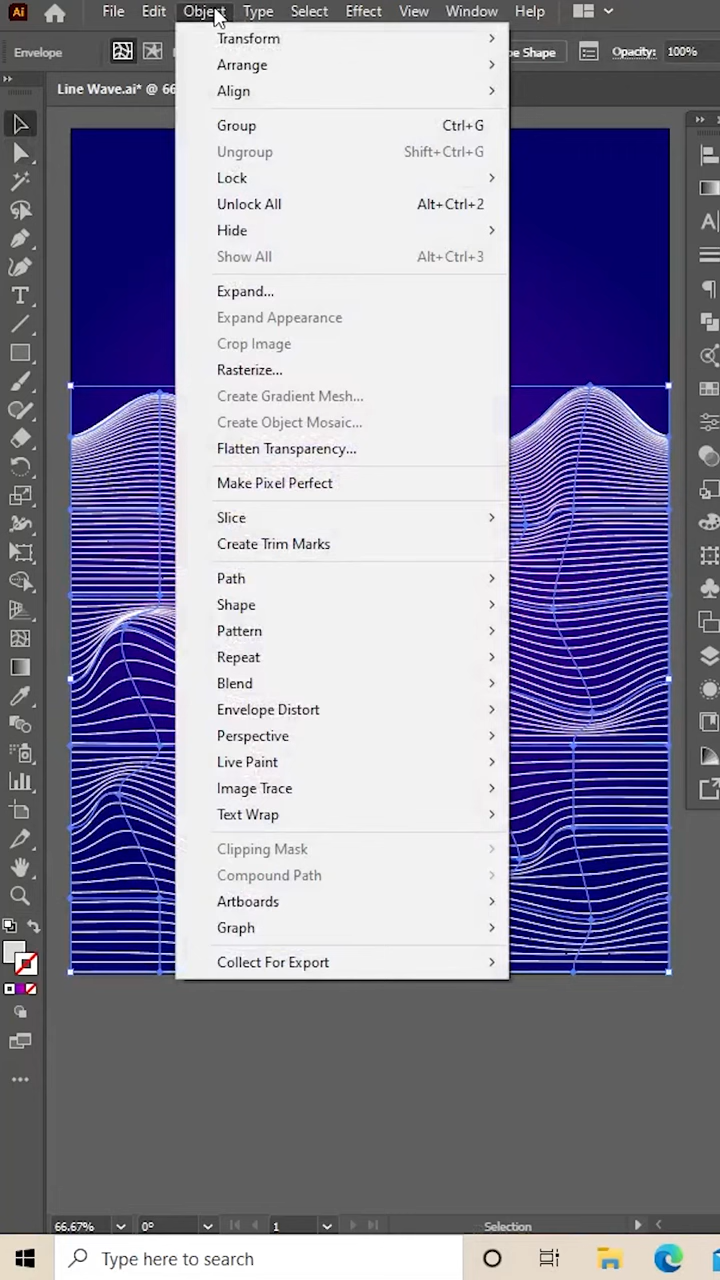 Ai File Edit Object Type Select Effect View Window Help
Envelope
pe Shape Opacity: 100%
Line Wave.ai* @ 66
Transform
Arrange
Align
Group Ctrl+G
Ungroup Shift+Ctrl+G
Lock
Unlock All Alt+Ctrl+2
Hide
Show All Alt+Ctrl+3
Expand...
Expand Appearance
Crop Image
Rasterize...
Create Gradient Mesh...
Create Object Mosaic...
Flatten Transparency...
Make Pixel Perfect
Slice
Create Trim Marks
Path
Shape
Pattern
Repeat
Blend
Envelope Distort
Perspective
Live Paint
Image Trace
Text Wrap
Clipping Mask
Compound Path
Artboards
Graph
Collect For Export
66.67% 0° 1 Selection
Type here to search